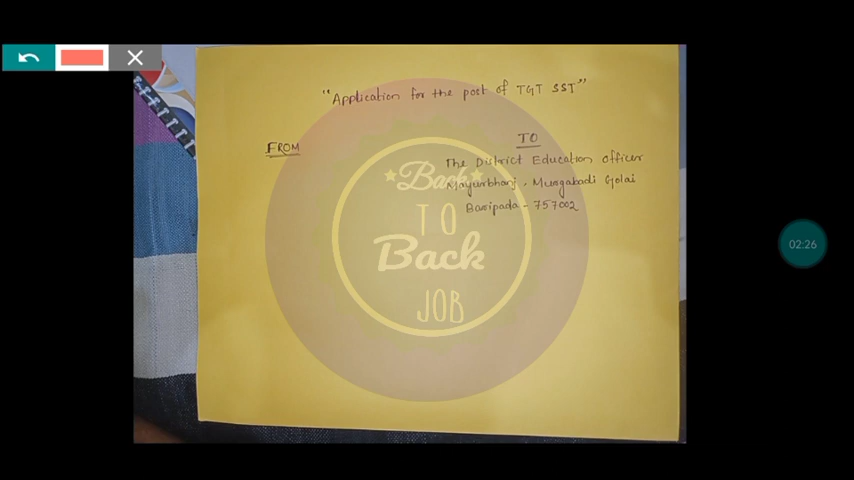 "Application for the post of TGT SST"
FROM
TO
The District Education Officer
Mayurbhanj, Murgabadi Golai
Baripada - 757002
Back
TO
Back
JOB
02:26